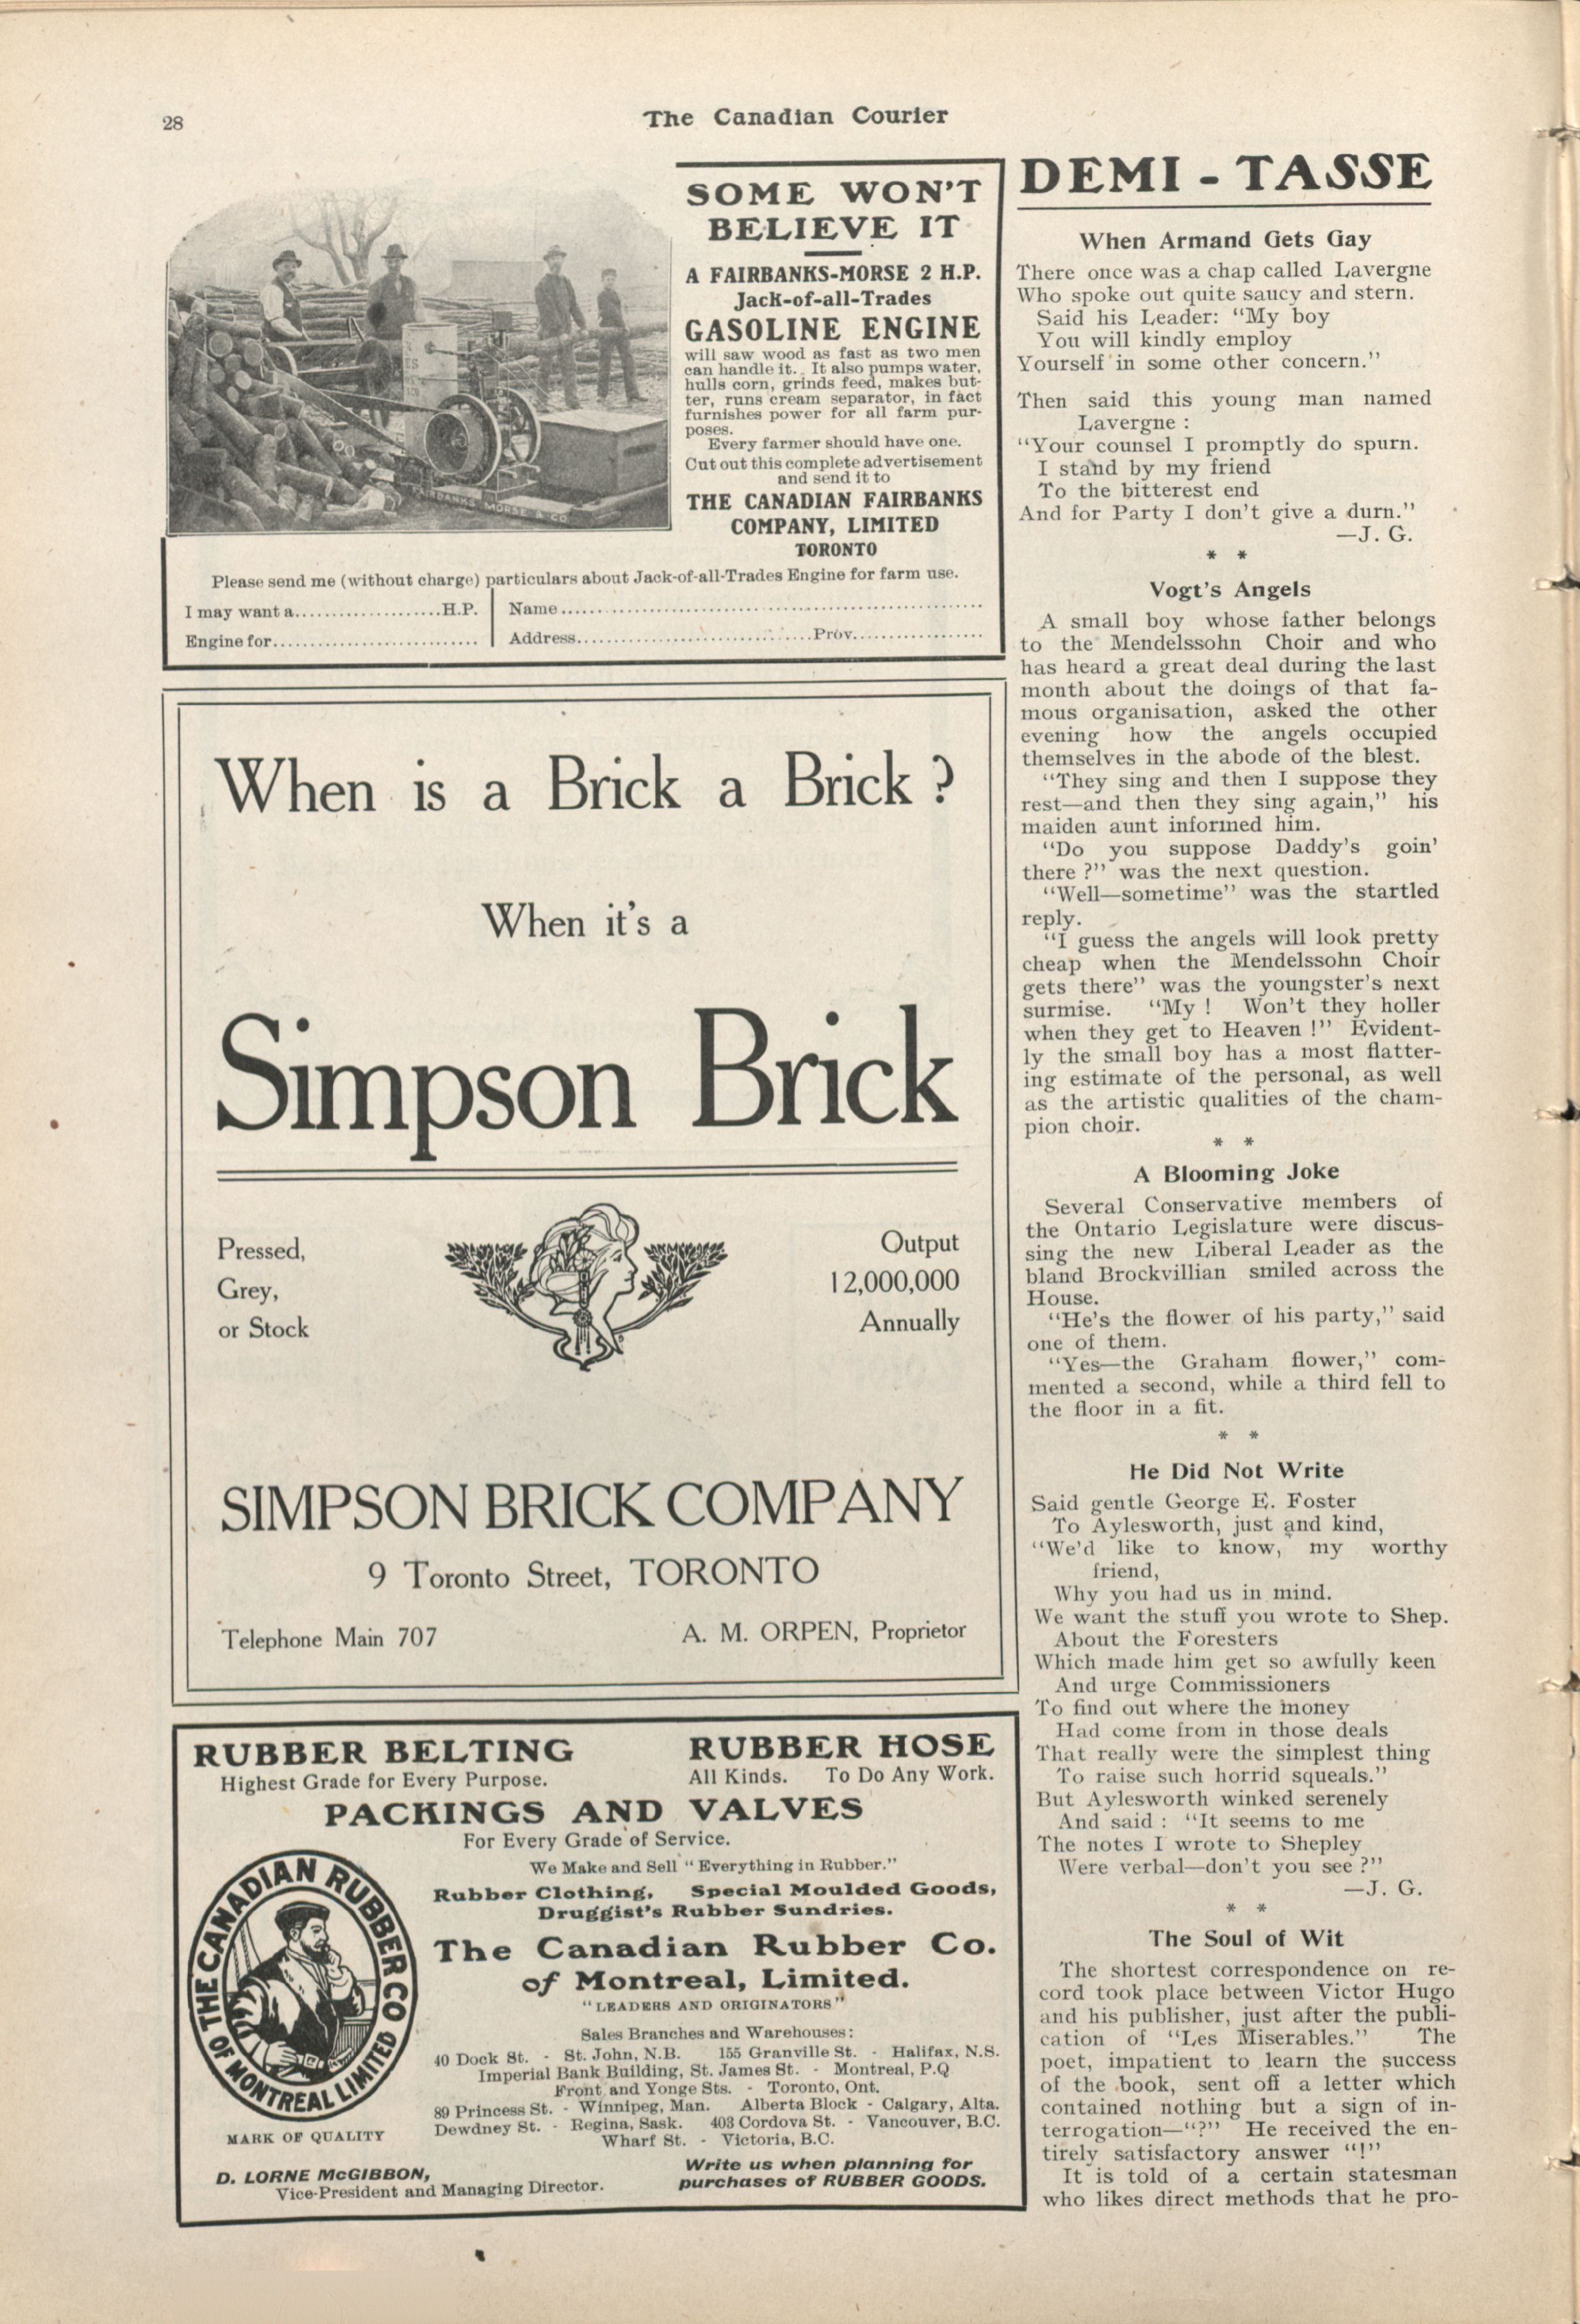 28
The Canadian Courier
SOME WON'T
BELIEVE IT
A FAIRBANKS-MORSE 2 H.P.
Jack-of-all-Trades
GASOLINE ENGINE
will saw wood as fast as two men
can handle it. It also pumps water,
hulls corn, grinds feed, makes but-
ter, runs cream separator, in fact
furnishes power for all farm pur-
poses.
Every farmer should have one.
Cut out this complete advertisement
and send it to
THE CANADIAN FAIRBANKS
COMPANY, LIMITED
TORONTO
FAIRBANKS MORSE & CO
Please send me (without charge) particulars about Jack-of-all-Trades Engine for farm use.
I may want a....................H.P.
Engine for...........................
Name.......................................................
Address..............................Prov..................
When is a Brick a Brick ?
When it's a
Simpson Brick
Pressed,
Grey,
or Stock
Output
12,000,000
Annually
SIMPSON BRICK COMPANY
9 Toronto Street, TORONTO
Telephone Main 707
A. M. ORPEN, Proprietor
RUBBER BELTING
Highest Grade for Every Purpose.
RUBBER HOSE
All Kinds. To Do Any Work.
PACKINGS AND VALVES
For Every Grade of Service.
We Make and Sell "Everything in Rubber."
Rubber Clothing, Special Moulded Goods,
Druggist's Rubber Sundries.
The Canadian Rubber Co.
of Montreal, Limited.
"LEADERS AND ORIGINATORS"
Sales Branches and Warehouses:
40 Dock St. - St. John, N.B. 155 Granville St. - Halifax, N.S.
Imperial Bank Building, St. James St. - Montreal, P.Q
Front and Yonge Sts. - Toronto, Ont.
89 Princess St. - Winnipeg, Man. Alberta Block - Calgary, Alta.
Dewdney St. - Regina, Sask. 403 Cordova St. - Vancouver, B.C.
Wharf St. - Victoria, B.C.
THE CANADIAN RUBBER CO
OF MONTREAL LIMITED
MARK OF QUALITY
D. LORNE McGIBBON,
Vice-President and Managing Director.
Write us when planning for
purchases of RUBBER GOODS.
DEMI - TASSE
When Armand Gets Gay
There once was a chap called Lavergne
Who spoke out quite saucy and stern.
Said his Leader: "My boy
You will kindly employ
Yourself in some other concern."
Then said this young man named
Lavergne :
"Your counsel I promptly do spurn.
I stand by my friend
To the bitterest end
And for Party I don't give a durn."
—J. G.
* *
Vogt's Angels
A small boy whose father belongs
to the Mendelssohn Choir and who
has heard a great deal during the last
month about the doings of that fa-
mous organisation, asked the other
evening how the angels occupied
themselves in the abode of the blest.
"They sing and then I suppose they
rest—and then they sing again," his
maiden aunt informed him.
"Do you suppose Daddy's goin'
there ?" was the next question.
"Well—sometime" was the startled
reply.
"I guess the angels will look pretty
cheap when the Mendelssohn Choir
gets there" was the youngster's next
surmise. "My ! Won't they holler
when they get to Heaven !" Evident-
ly the small boy has a most flatter-
ing estimate of the personal, as well
as the artistic qualities of the cham-
pion choir.
* *
A Blooming Joke
Several Conservative members of
the Ontario Legislature were discus-
sing the new Liberal Leader as the
bland Brockvillian smiled across the
House.
"He's the flower of his party," said
one of them.
"Yes—the Graham flower," com-
mented a second, while a third fell to
the floor in a fit.
* *
He Did Not Write
Said gentle George E. Foster
To Aylesworth, just and kind,
"We'd like to know, my worthy
friend,
Why you had us in mind.
We want the stuff you wrote to Shep.
About the Foresters
Which made him get so awfully keen
And urge Commissioners
To find out where the money
Had come from in those deals
That really were the simplest thing
To raise such horrid squeals."
But Aylesworth winked serenely
And said : "It seems to me
The notes I wrote to Shepley
Were verbal—don't you see ?"
—J. G.
* *
The Soul of Wit
The shortest correspondence on re-
cord took place between Victor Hugo
and his publisher, just after the publi-
cation of "Les Miserables." The
poet, impatient to learn the success
of the book, sent off a letter which
contained nothing but a sign of in-
terrogation—"?" He received the en-
tirely satisfactory answer "!"
It is told of a certain statesman
who likes direct methods that he pro-